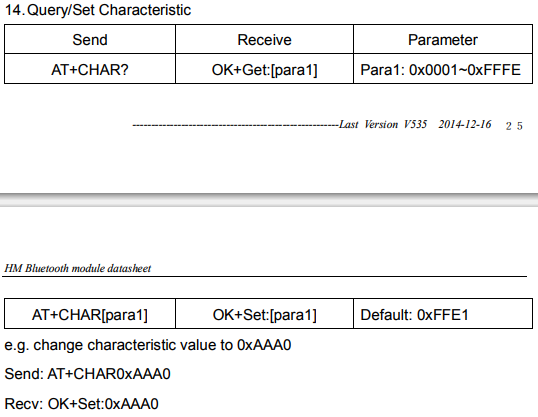 14.Query/Set Characteristic
Send Receive Parameter
AT+CHAR? OK+Get:[para1] Para1: 0x0001~0xFFFE
--------------------------------------------------------Last Version V535 2014-12-16 25
HM Bluetooth module datasheet
AT+CHAR[para1] OK+Set:[para1] Default: 0xFFE1
e.g. change characteristic value to 0xAAA0
Send: AT+CHAR0xAAA0
Recv: OK+Set:0xAAA0